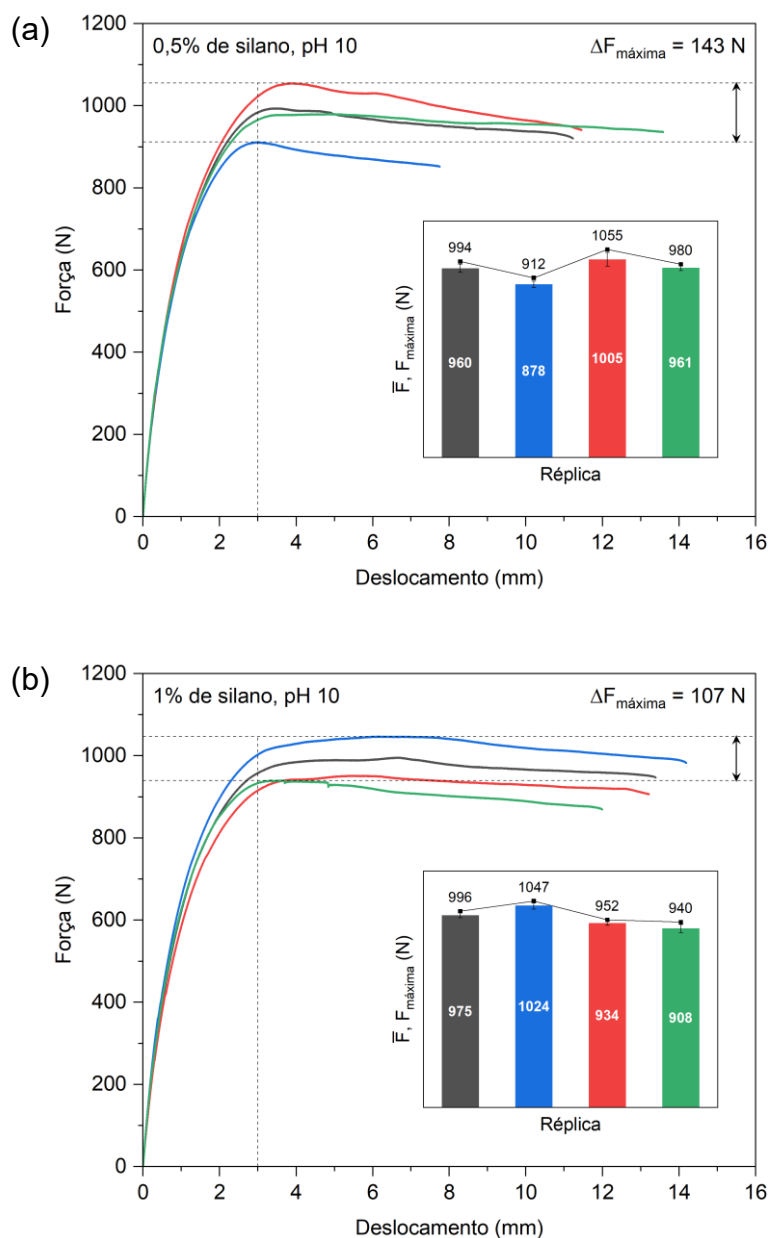 (a)
0,5% de silano, pH 10
ΔFmáxima = 143 N
1200
1000
800
600
400
200
0
Força (N)
0 2 4 6 8 10 12 14 16
Deslocamento (mm)
994 912 1055 980
960 878 1005 961
F̅, Fmáxima (N)
Réplica
(b)
1% de silano, pH 10
ΔFmáxima = 107 N
1200
1000
800
600
400
200
0
Força (N)
0 2 4 6 8 10 12 14 16
Deslocamento (mm)
996 1047 952 940
975 1024 934 908
F̅, Fmáxima (N)
Réplica